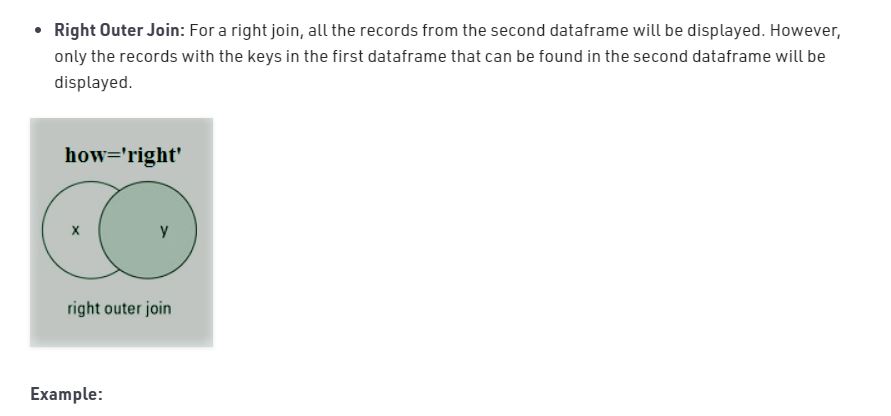 • Right Outer Join: For a right join, all the records from the second dataframe will be displayed. However,
only the records with the keys in the first dataframe that can be found in the second dataframe will be
displayed.
how='right'
x
y
right outer join
Example: